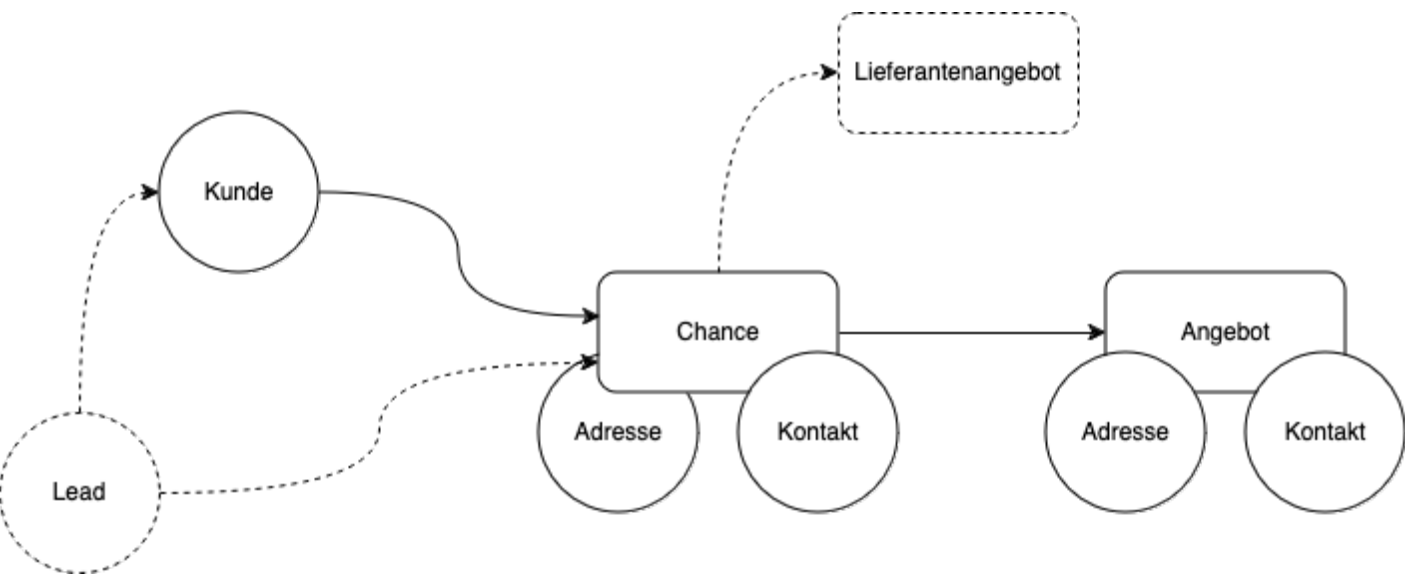 Lieferantenangebot
Kunde
Chance
Angebot
Adresse
Kontakt
Adresse
Kontakt
Lead